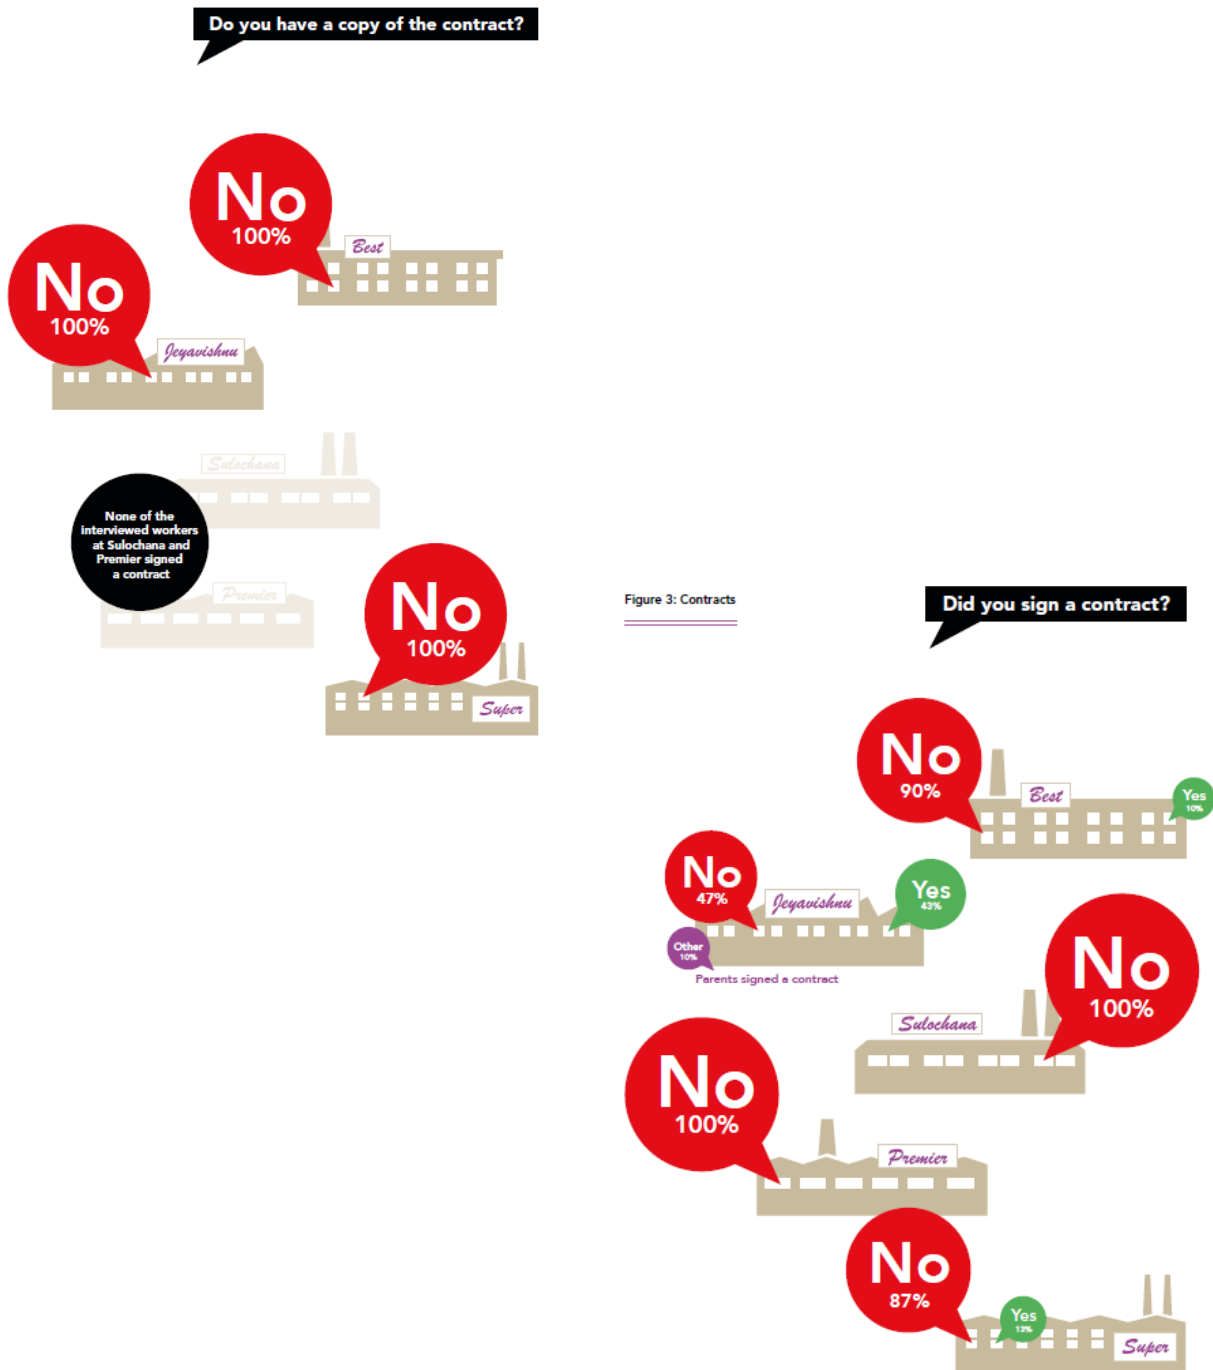 Do you have a copy of the contract?
No
100%
Best
No
100%
Jeyavishnu
Sulochana
None of the
interviewed workers
at Sulochana and
Premier signed
a contract
Premier
No
100%
Super
Figure 3: Contracts
Did you sign a contract?
No
90%
Best
Yes
10%
No
47%
Jeyavishnu
Yes
43%
Other
10%
Parents signed a contract
No
100%
Sulochana
No
100%
Premier
No
87%
Yes
13%
Super